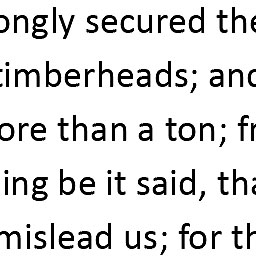 ongly secured the
timberheads; and
ore than a ton; fr
ing be it said, tha
mislead us; for th